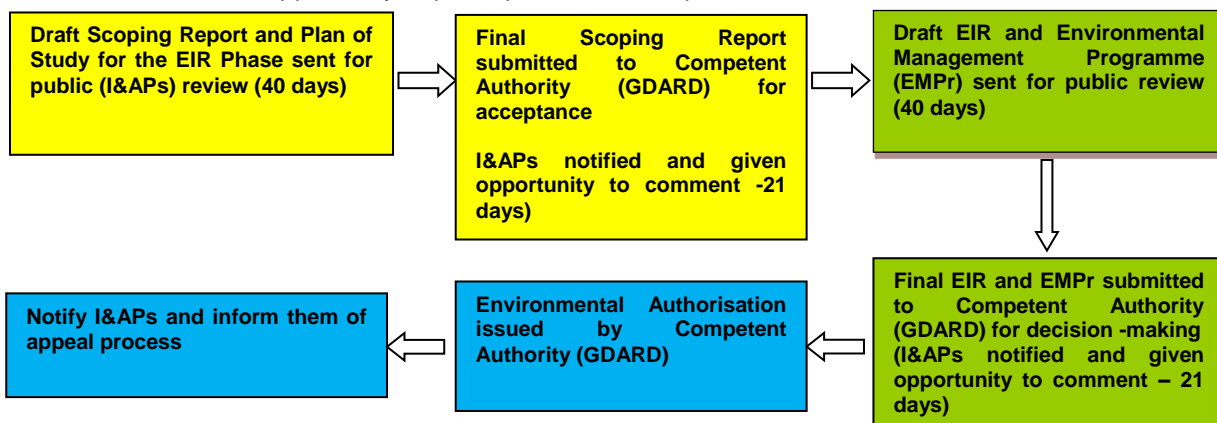 Draft Scoping Report and Plan of
Study for the EIR Phase sent for
public (I&APs) review (40 days)
Final Scoping Report
submitted to Competent
Authority (GDARD) for
acceptance
I&APs notified and given
opportunity to comment -21
days)
Draft EIR and Environmental
Management Programme
(EMPr) sent for public review
(40 days)
Final EIR and EMPr submitted
to Competent Authority
(GDARD) for decision -making
(I&APs notified and given
opportunity to comment – 21
days)
Environmental Authorisation
issued by Competent
Authority (GDARD)
Notify I&APs and inform them of
appeal process